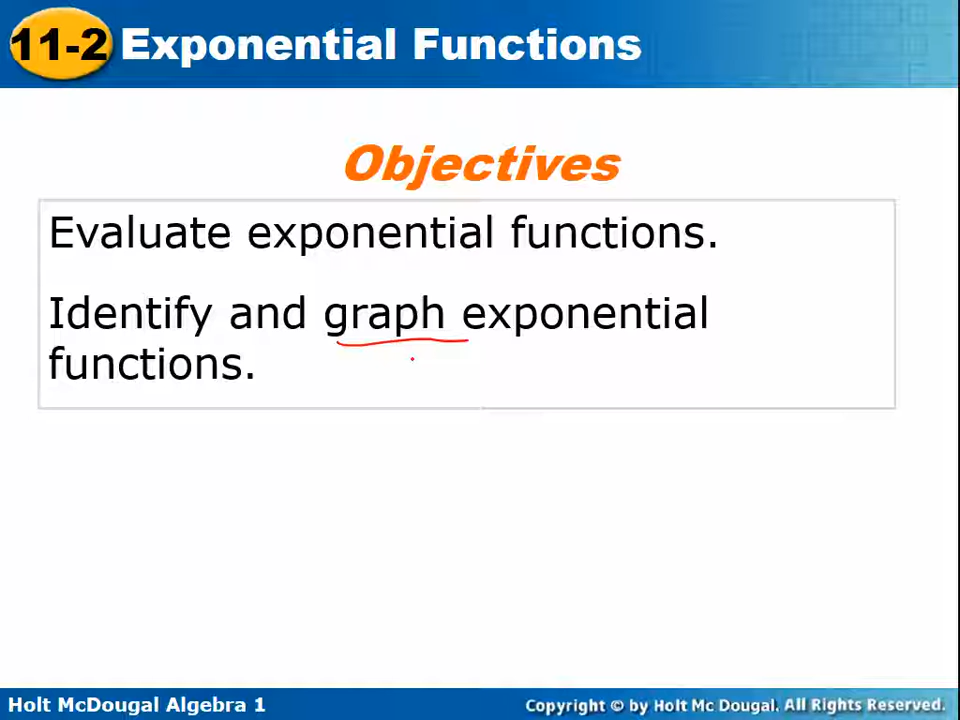 11-2 Exponential Functions
Objectives
Evaluate exponential functions.
Identify and graph exponential
functions.
Holt McDougal Algebra 1
Copyright © by Holt Mc Dougal. All Rights Reserved.